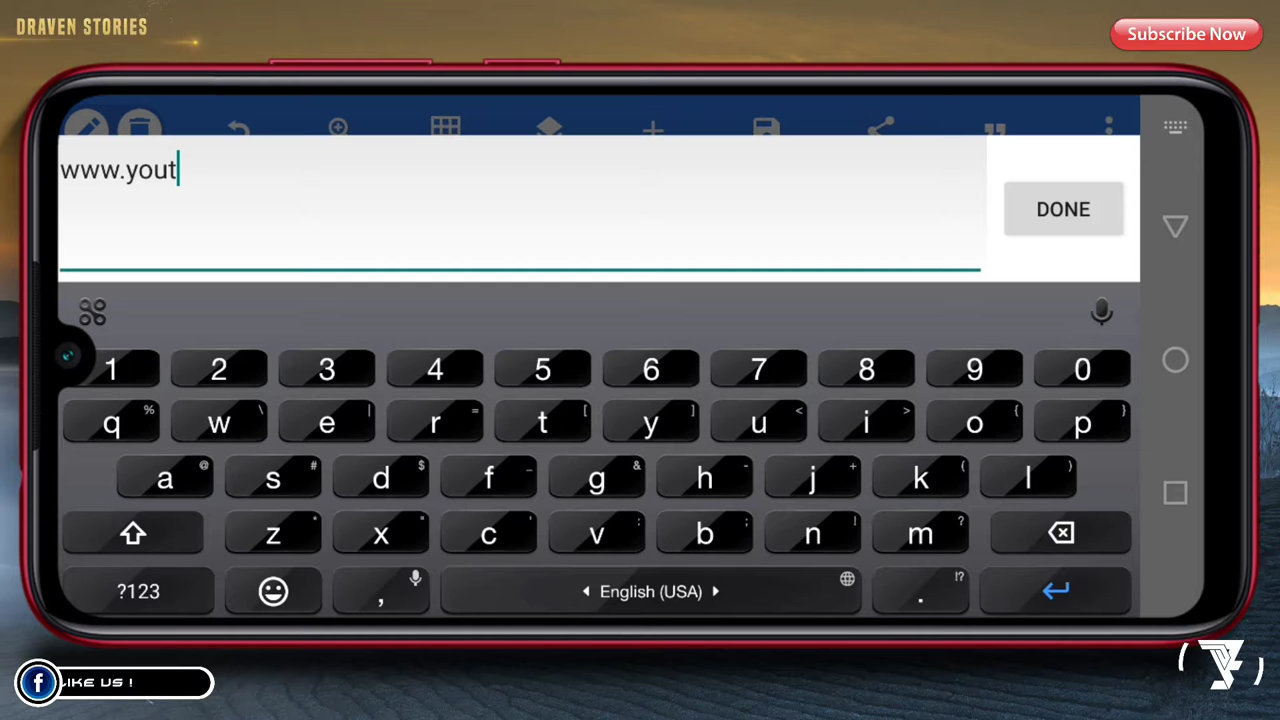 DRAVEN STORIES
Subscribe Now
www.yout
DONE
1 2 3 4 5 6 7 8 9 0
q % w \ e | r = t [ y ] u < i > o { p }
a @ s # d $ f _ g & h - j + k ( l )
z x c v b n m
?123 , English (USA) . !?
LIKE US !